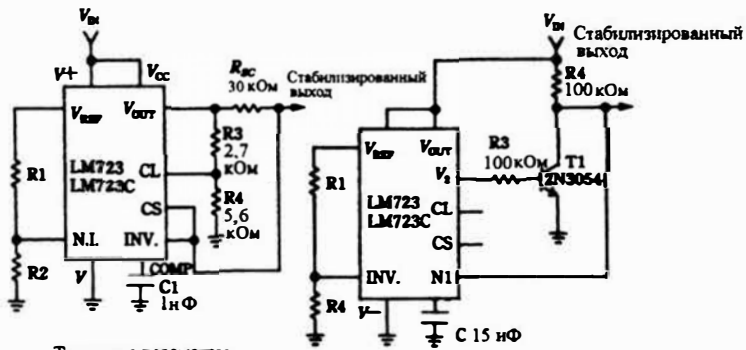 V_IN
V+
V_CC
R_SC
30 кОм
Стабилизированный
выход
V_REF
V_OUT
R1
LM723
LM723C
CL
R3
2,7
кОм
CS
R4
5,6
кОм
N.I.
INV.
R2
V
COMP
C1
1нФ
V_IN
Стабилизированный
выход
R4
100 кОм
V_REF
V_OUT
R3
100 кОм
T1
2N3054
V_2
R1
LM723
LM723C
CL
CS
INV.
N1
R4
V–
C 15 нФ